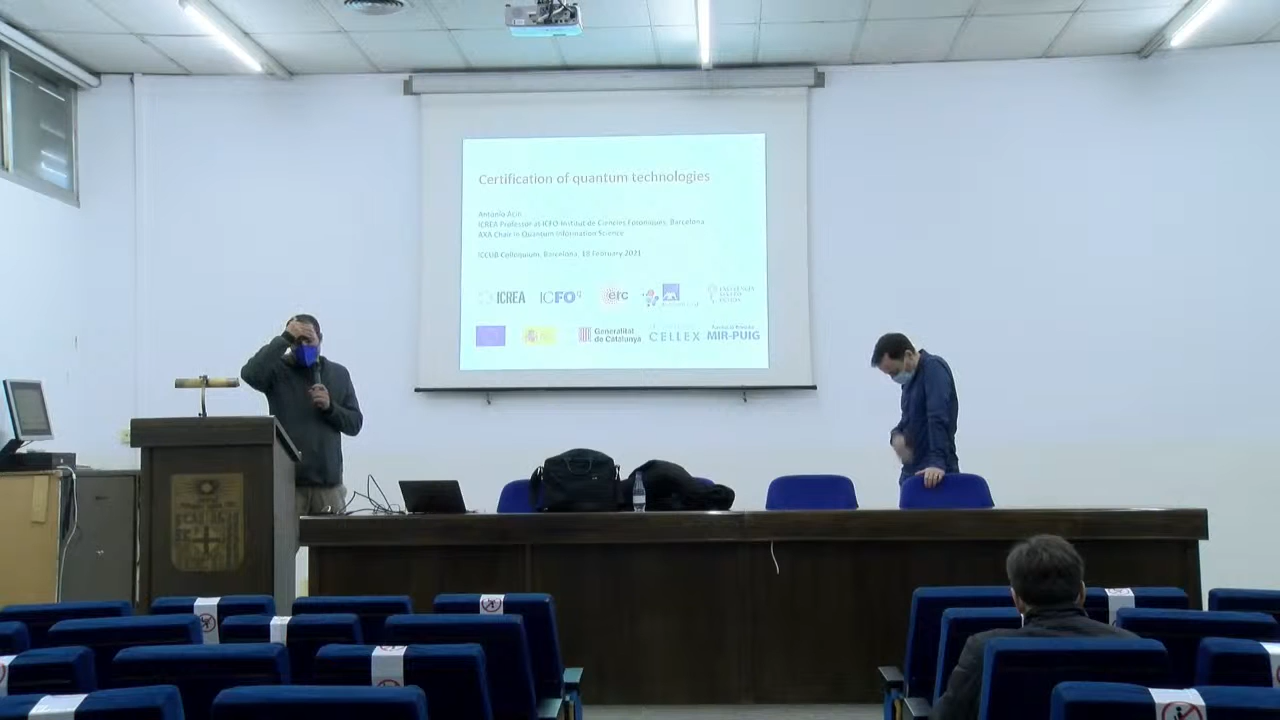 Certification of quantum technologies
Antonio Acín
ICREA Professor at ICFO-Institut de Ciencies Fotoniques, Barcelona
AXA Chair in Quantum Information Science
ICCUB Colloquium, Barcelona, 18 February 2021
ICREA
ICFO
erc
AXA
Generalitat
de Catalunya
CELLEX
MIR-PUIG